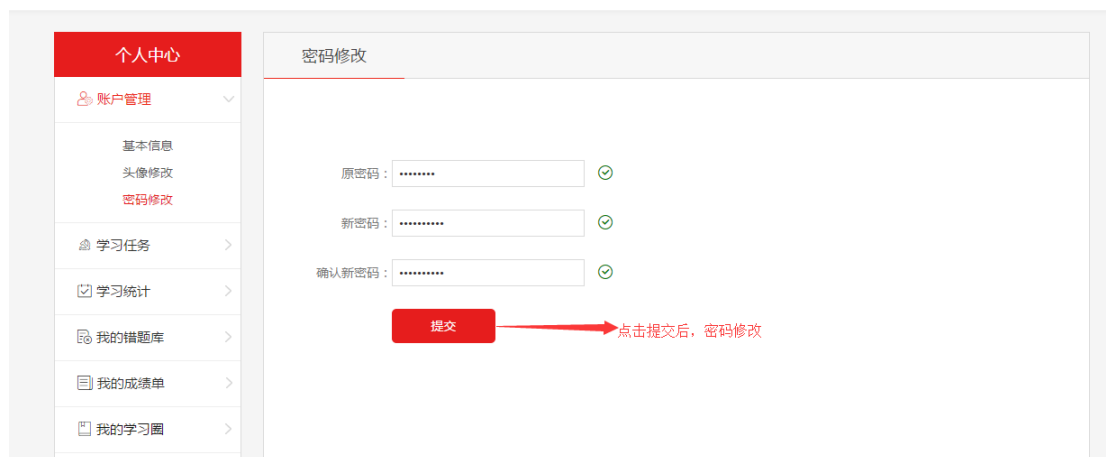 个人中心
账户管理
基本信息
头像修改
密码修改
学习任务
学习统计
我的错题库
我的成绩单
我的学习圈
密码修改
原密码：••••••••
新密码：••••••••••
确认新密码：••••••••••
提交
点击提交后，密码修改